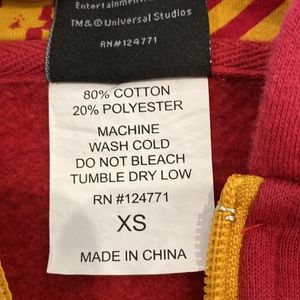 Entertainment
TM&© Universal Studios
RN#124771
80% COTTON
20% POLYESTER
MACHINE
WASH COLD
DO NOT BLEACH
TUMBLE DRY LOW
RN #124771
XS
MADE IN CHINA